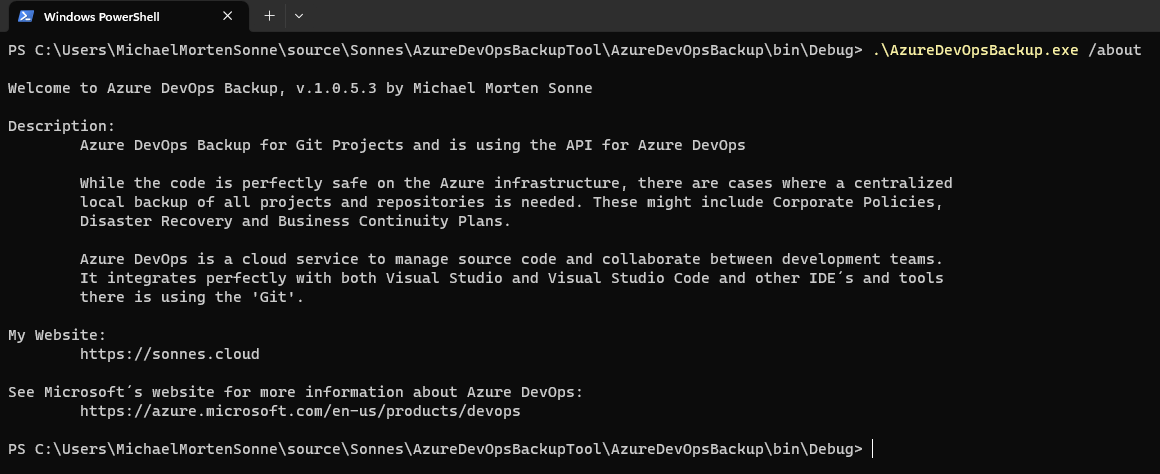 Windows PowerShell
PS C:\Users\MichaelMortenSonne\source\Sonnes\AzureDevOpsBackupTool\AzureDevOpsBackup\bin\Debug> .\AzureDevOpsBackup.exe /about
Welcome to Azure DevOps Backup, v.1.0.5.3 by Michael Morten Sonne
Description:
Azure DevOps Backup for Git Projects and is using the API for Azure DevOps
While the code is perfectly safe on the Azure infrastructure, there are cases where a centralized
local backup of all projects and repositories is needed. These might include Corporate Policies,
Disaster Recovery and Business Continuity Plans.
Azure DevOps is a cloud service to manage source code and collaborate between development teams.
It integrates perfectly with both Visual Studio and Visual Studio Code and other IDE´s and tools
there is using the 'Git'.
My Website:
https://sonnes.cloud
See Microsoft´s website for more information about Azure DevOps:
https://azure.microsoft.com/en-us/products/devops
PS C:\Users\MichaelMortenSonne\source\Sonnes\AzureDevOpsBackupTool\AzureDevOpsBackup\bin\Debug>